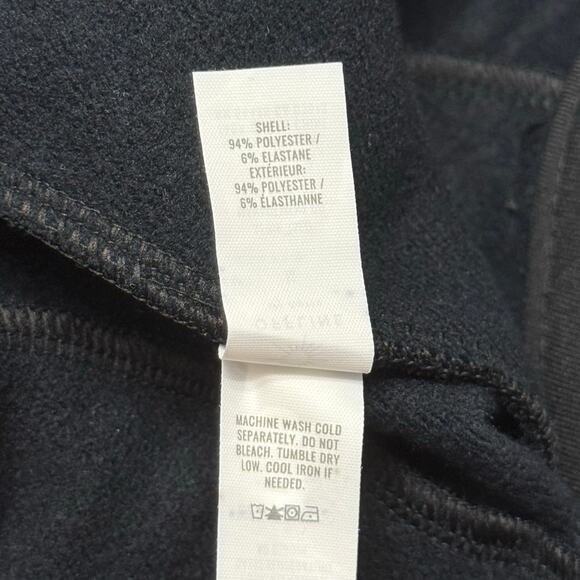 SHELL:
94% POLYESTER /
6% ELASTANE
EXTÉRIEUR:
94% POLYESTER /
6% ÉLASTHANNE
OFFLINE
MACHINE WASH COLD
SEPARATELY. DO NOT
BLEACH. TUMBLE DRY
LOW. COOL IRON IF
NEEDED.